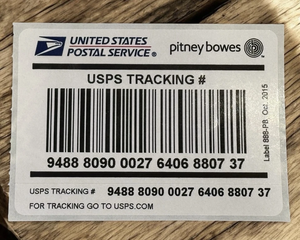 UNITED STATES
POSTAL SERVICE®
pitney bowes
USPS TRACKING #
9488 8090 0027 6406 8807 37
Label 888-PB, Oct. 2015
USPS TRACKING # 9488 8090 0027 6406 8807 37
FOR TRACKING GO TO USPS.COM